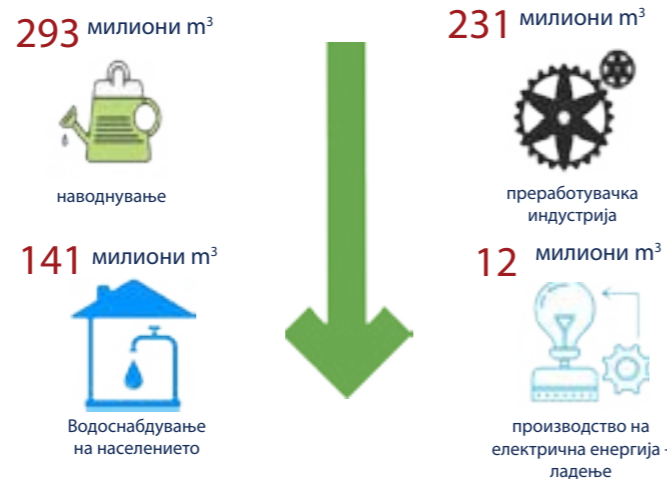 293 милиони m³
наводнување
231 милиони m³
преработувачка
индустрија
141 милиони m³
Водоснабдување
на населението
12 милиони m³
производство на
електрична енергија -
ладење